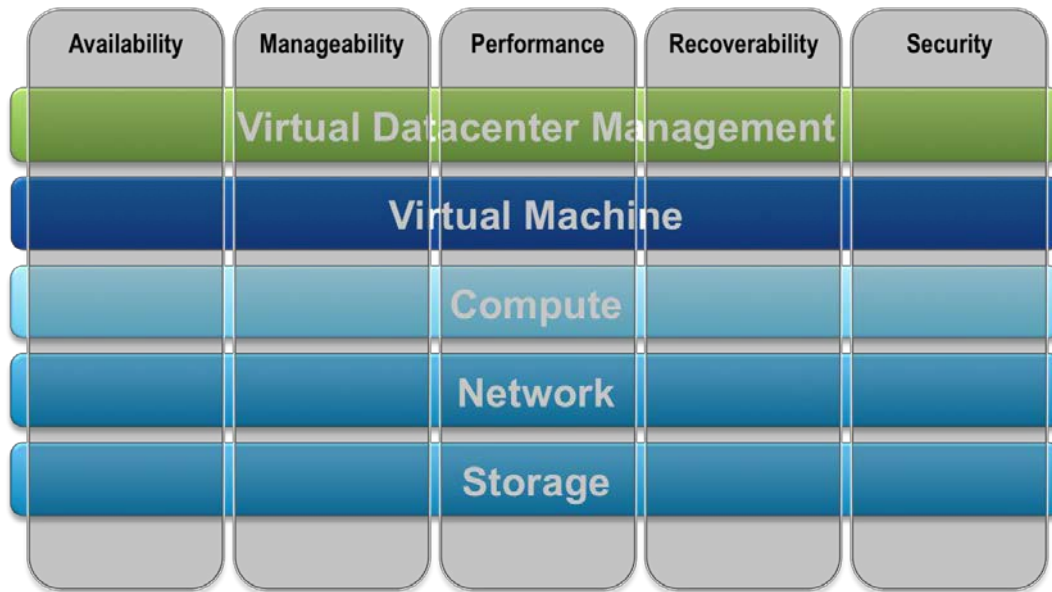 Availability
Manageability
Performance
Recoverability
Security
Virtual Datacenter Management
Virtual Machine
Compute
Network
Storage